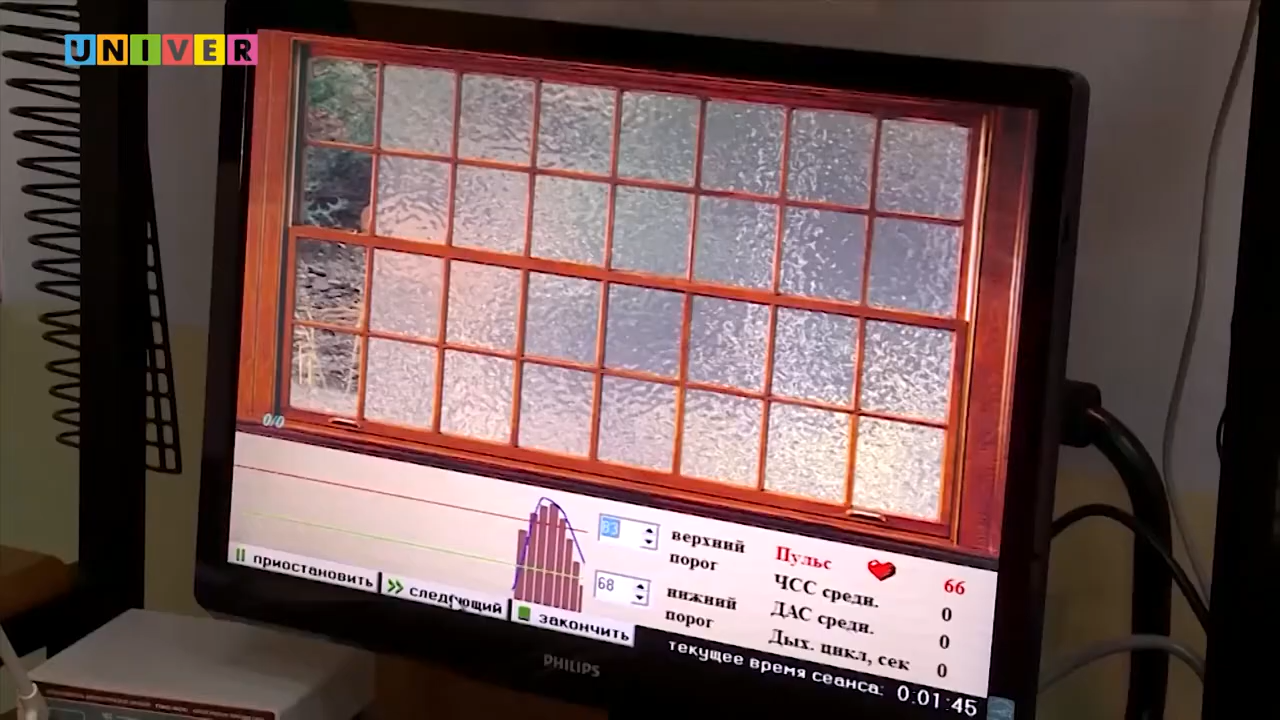 UNIVER
0/0
83
верхний
порог
68
нижний
порог
Пульс 66
ЧСС средн. 0
ДАС средн. 0
Дых. цикл, сек 0
приостановить
следующий
закончить
текущее время сеанса: 0:01:45
PHILIPS